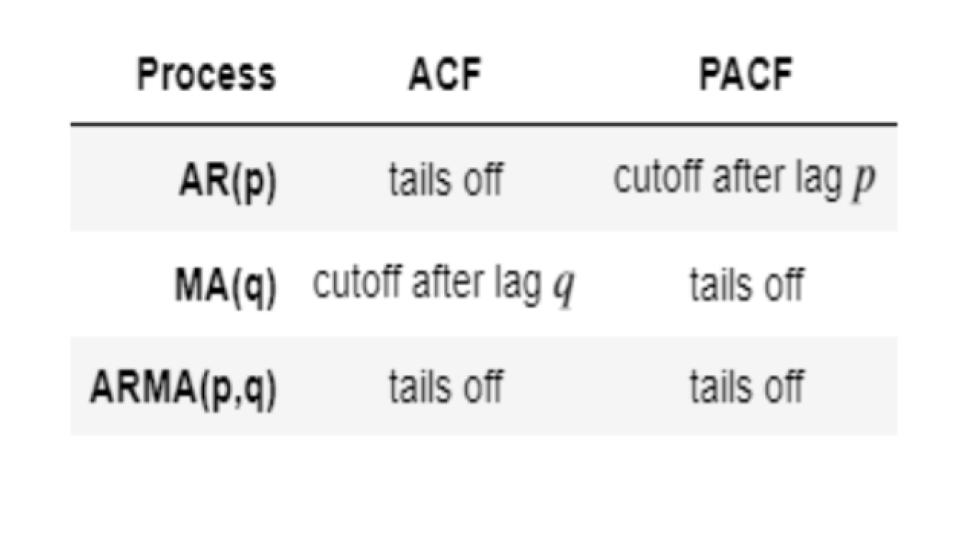 Process ACF PACF
AR(p) tails off cutoff after lag p
MA(q) cutoff after lag q tails off
ARMA(p,q) tails off tails off